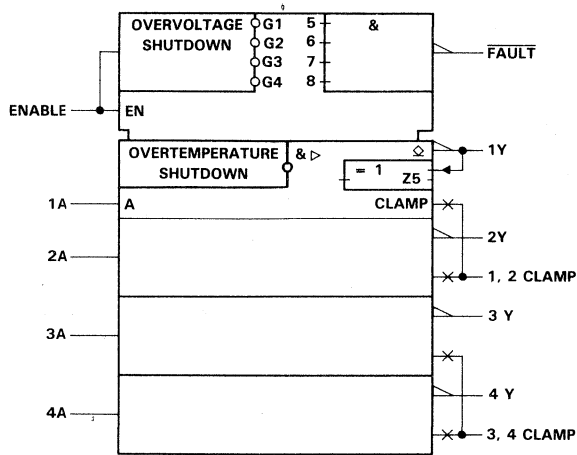 OVERVOLTAGE
SHUTDOWN
G1
G2
G3
G4
5
6
7
8
&
FAULT
ENABLE
EN
OVERTEMPERATURE
SHUTDOWN
& ▷
1Y
= 1
Z5
1A
A
CLAMP
2Y
2A
1, 2 CLAMP
3 Y
3A
4 Y
4A
3, 4 CLAMP